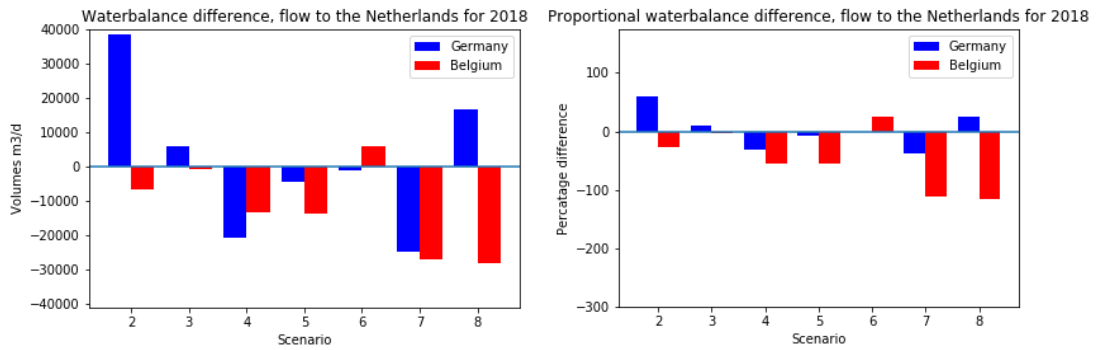 Waterbalance difference, flow to the Netherlands for 2018
40000
30000
20000
10000
0
−10000
−20000
−30000
−40000
Volumes m3/d
Germany
Belgium
2 3 4 5 6 7 8
Scenario
Proportional waterbalance difference, flow to the Netherlands for 2018
100
0
−100
−200
−300
Percatage difference
Germany
Belgium
2 3 4 5 6 7 8
Scenario